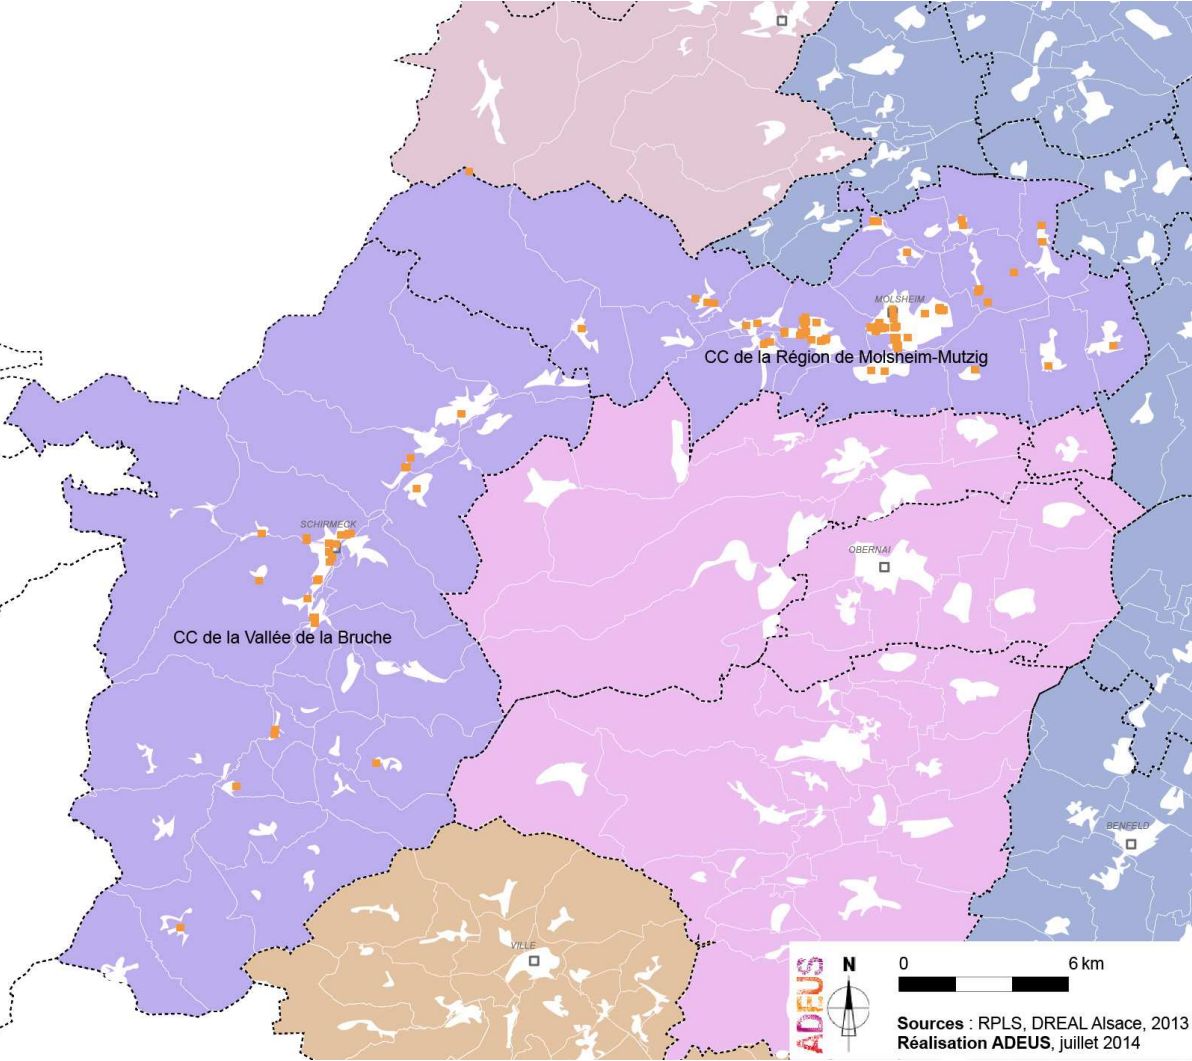 MOLSHEIM
CC de la Région de Molsneim-Mutzig
SCHIRMECK
OBERNAI
CC de la Vallée de la Bruche
BENFELD
VILLE
ADEUS
N
0 6 km
Sources : RPLS, DREAL Alsace, 2013
Réalisation ADEUS, juillet 2014